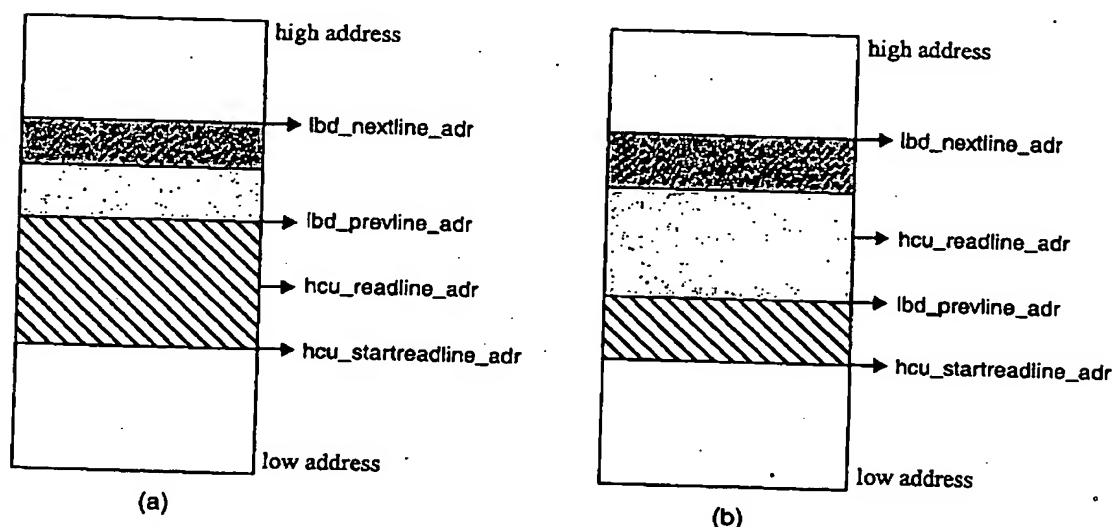 high address
lbd_nextline_adr
lbd_prevline_adr
hcu_readline_adr
hcu_startreadline_adr
low address
(a)
high address
lbd_nextline_adr
hcu_readline_adr
lbd_prevline_adr
hcu_startreadline_adr
low address
(b)